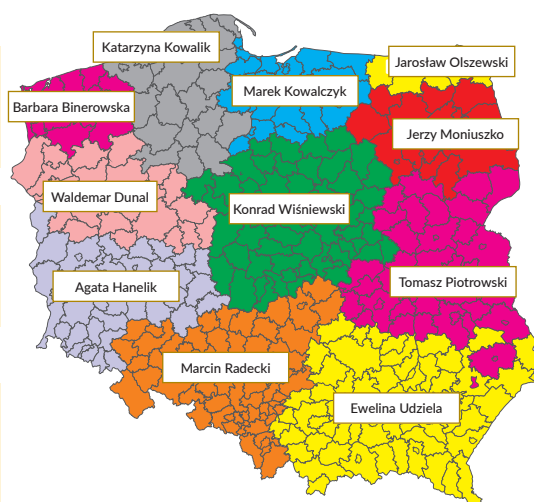 Katarzyna Kowalik
Jarosław Olszewski
Marek Kowalczyk
Barbara Binerowska
Jerzy Moniuszko
Waldemar Dunal
Konrad Wiśniewski
Agata Hanelik
Tomasz Piotrowski
Marcin Radecki
Ewelina Udziela